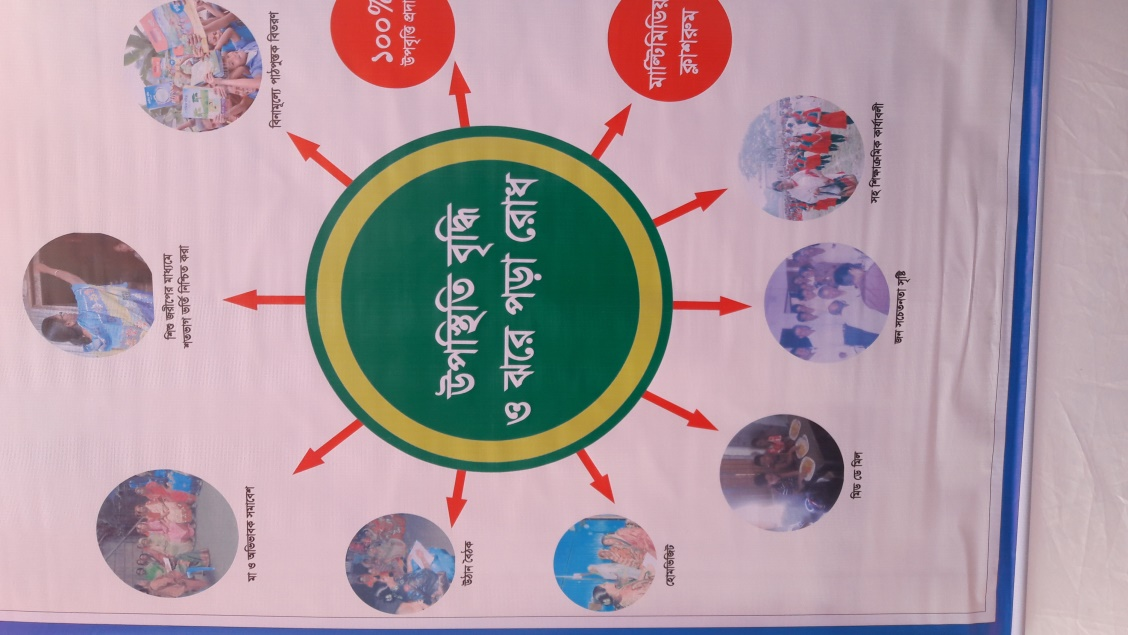 উপস্থিতি বৃদ্ধি
ও ঝরে পড়া রোধ
শিশু জরীপের মাধ্যমে
শতভাগ ভর্তি নিশ্চিত করা
বিনামূল্যে পাঠ্যপুস্তক বিতরণ
১০০%
উপবৃত্তি প্রদা
মাল্টিমিডিয়
ক্লাশরুম
সহ শিক্ষাক্রমিক কার্যাবলী
জন সচেতনতা সৃষ্টি
মিড ডে মিল
হোমভিজিট
উঠান বৈঠক
মা ও অভিভাবক সমাবেশ